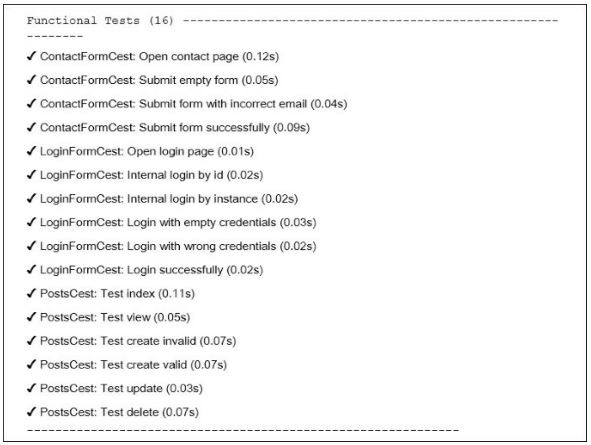 Functional Tests (16) -----------------------------------------------------
--------
✔ ContactFormCest: Open contact page (0.12s)
✔ ContactFormCest: Submit empty form (0.05s)
✔ ContactFormCest: Submit form with incorrect email (0.04s)
✔ ContactFormCest: Submit form successfully (0.09s)
✔ LoginFormCest: Open login page (0.01s)
✔ LoginFormCest: Internal login by id (0.02s)
✔ LoginFormCest: Internal login by instance (0.02s)
✔ LoginFormCest: Login with empty credentials (0.03s)
✔ LoginFormCest: Login with wrong credentials (0.02s)
✔ LoginFormCest: Login successfully (0.02s)
✔ PostsCest: Test index (0.11s)
✔ PostsCest: Test view (0.05s)
✔ PostsCest: Test create invalid (0.07s)
✔ PostsCest: Test create valid (0.07s)
✔ PostsCest: Test update (0.03s)
✔ PostsCest: Test delete (0.07s)
-------------------------------------------------------------